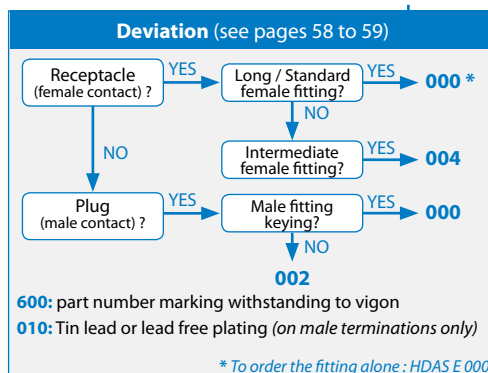 Deviation (see pages 58 to 59)
Receptacle
(female contact) ?
YES
Long / Standard
female fitting?
YES
000 *
NO
NO
Intermediate
female fitting?
YES
004
Plug
(male contact) ?
YES
Male fitting
keying?
YES
000
NO
002
600: part number marking withstanding to vigon
010: Tin lead or lead free plating (on male terminations only)
* To order the fitting alone : HDAS E 000